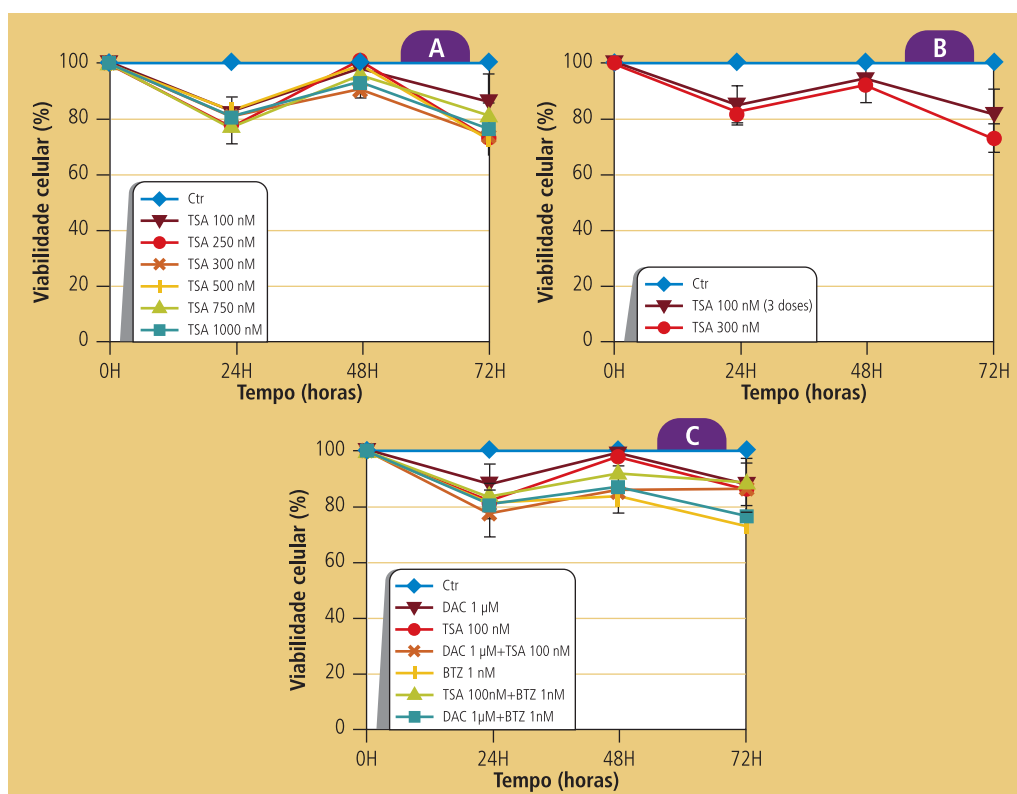 A
Viabilidade celular (%)
100
80
60
40
20
0
Ctr
TSA 100 nM
TSA 250 nM
TSA 300 nM
TSA 500 nM
TSA 750 nM
TSA 1000 nM
0H
24H
48H
72H
Tempo (horas)
B
Viabilidade celular (%)
100
80
60
40
20
0
Ctr
TSA 100 nM (3 doses)
TSA 300 nM
0H
24H
48H
72H
Tempo (horas)
C
Viabilidade celular (%)
100
80
60
40
20
0
Ctr
DAC 1 µM
TSA 100 nM
DAC 1 µM+TSA 100 nM
BTZ 1 nM
TSA 100nM+BTZ 1nM
DAC 1µM+BTZ 1nM
0H
24H
48H
72H
Tempo (horas)